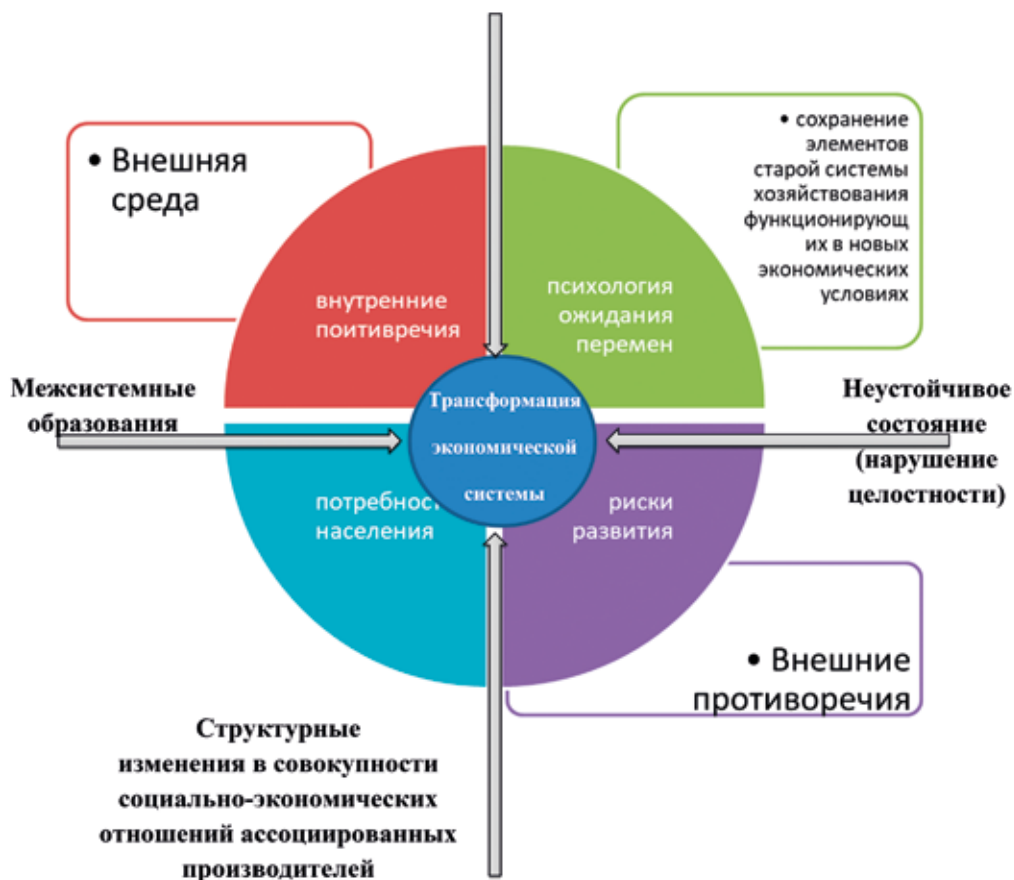 • Внешняя
среда
• сохранение
элементов
старой системы
хозяйствования
функционирующ
их в новых
экономических
условиях
внутренние
поитивречия
психология
ожидания
перемен
Межсистемные
образования
Трансформация
экономической
системы
Неустойчивое
состояние
(нарушение
целостности)
потребност
населения
риски
развития
• Внешние
противоречия
Структурные
изменения в совокупности
социально-экономических
отношений ассоциированных
производителей